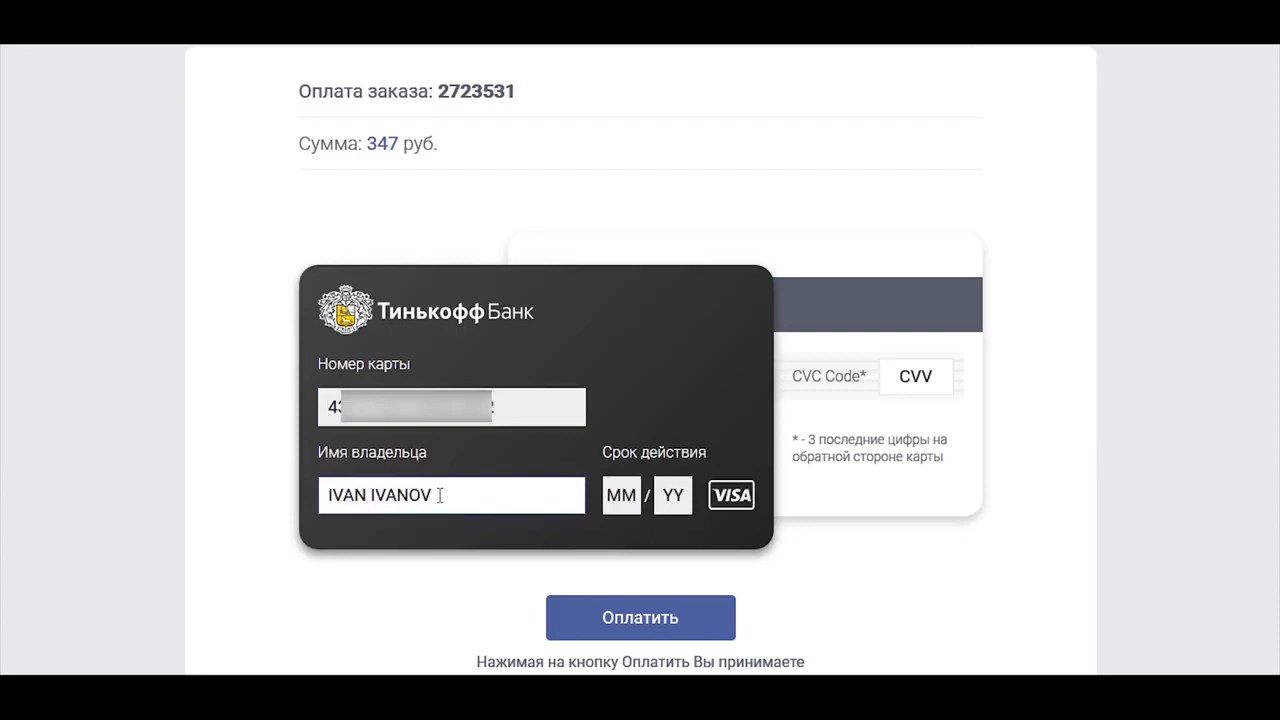 Оплата заказа: 2723531
Сумма: 347 руб.
Тинькофф Банк
Номер карты
CVC Code* CVV
* - 3 последние цифры на
обратной стороне карты
Имя владельца
Срок действия
IVAN IVANOV
MM / YY VISA
Оплатить
Нажимая на кнопку Оплатить Вы принимаете